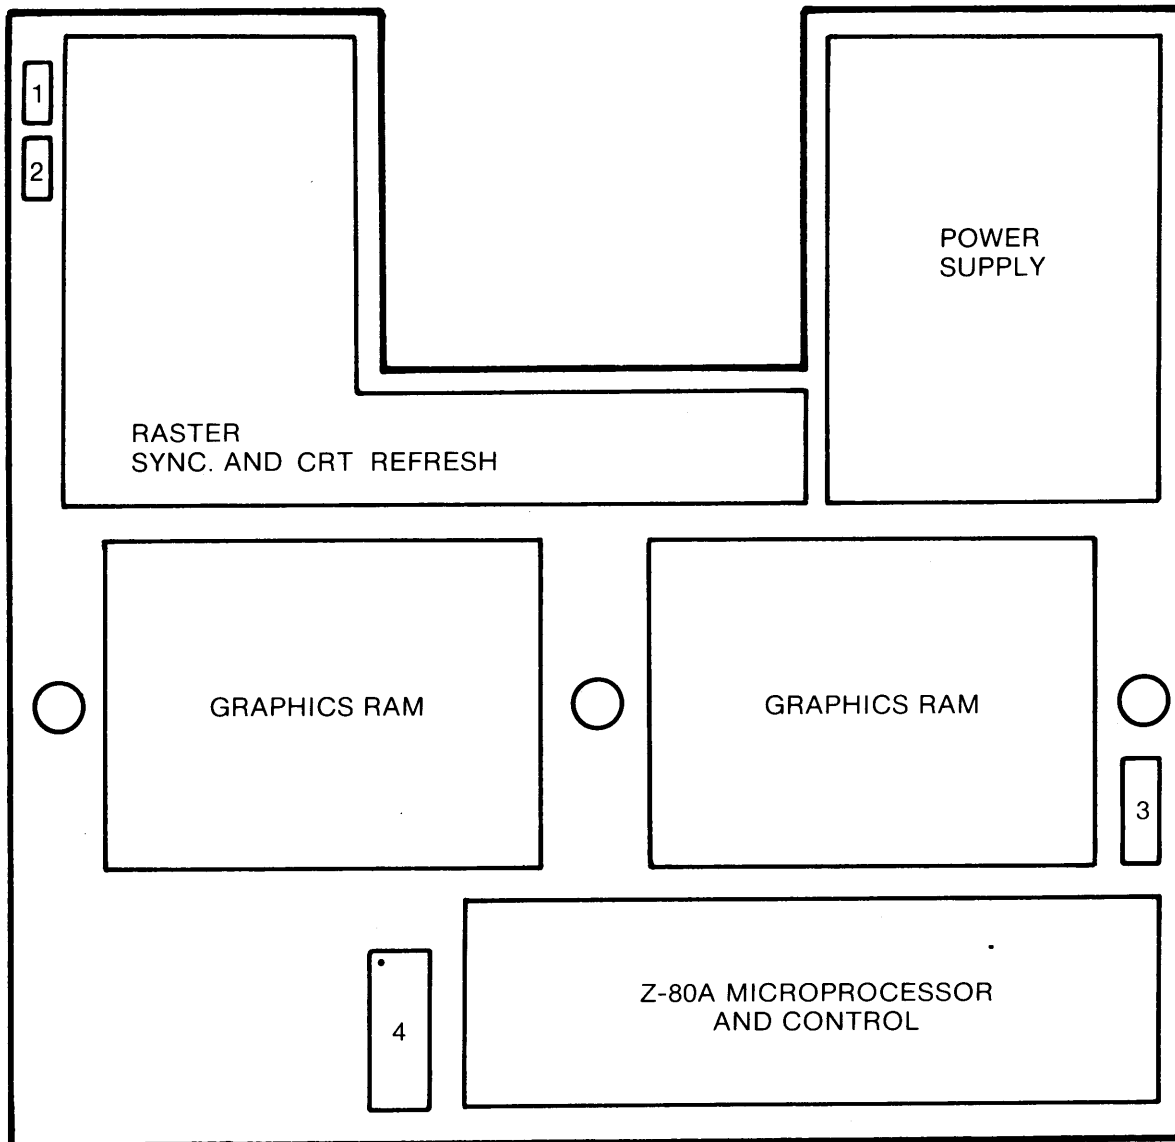 1
2
POWER
SUPPLY
RASTER
SYNC. AND CRT REFRESH
GRAPHICS RAM
GRAPHICS RAM
3
Z-80A MICROPROCESSOR
AND CONTROL
4